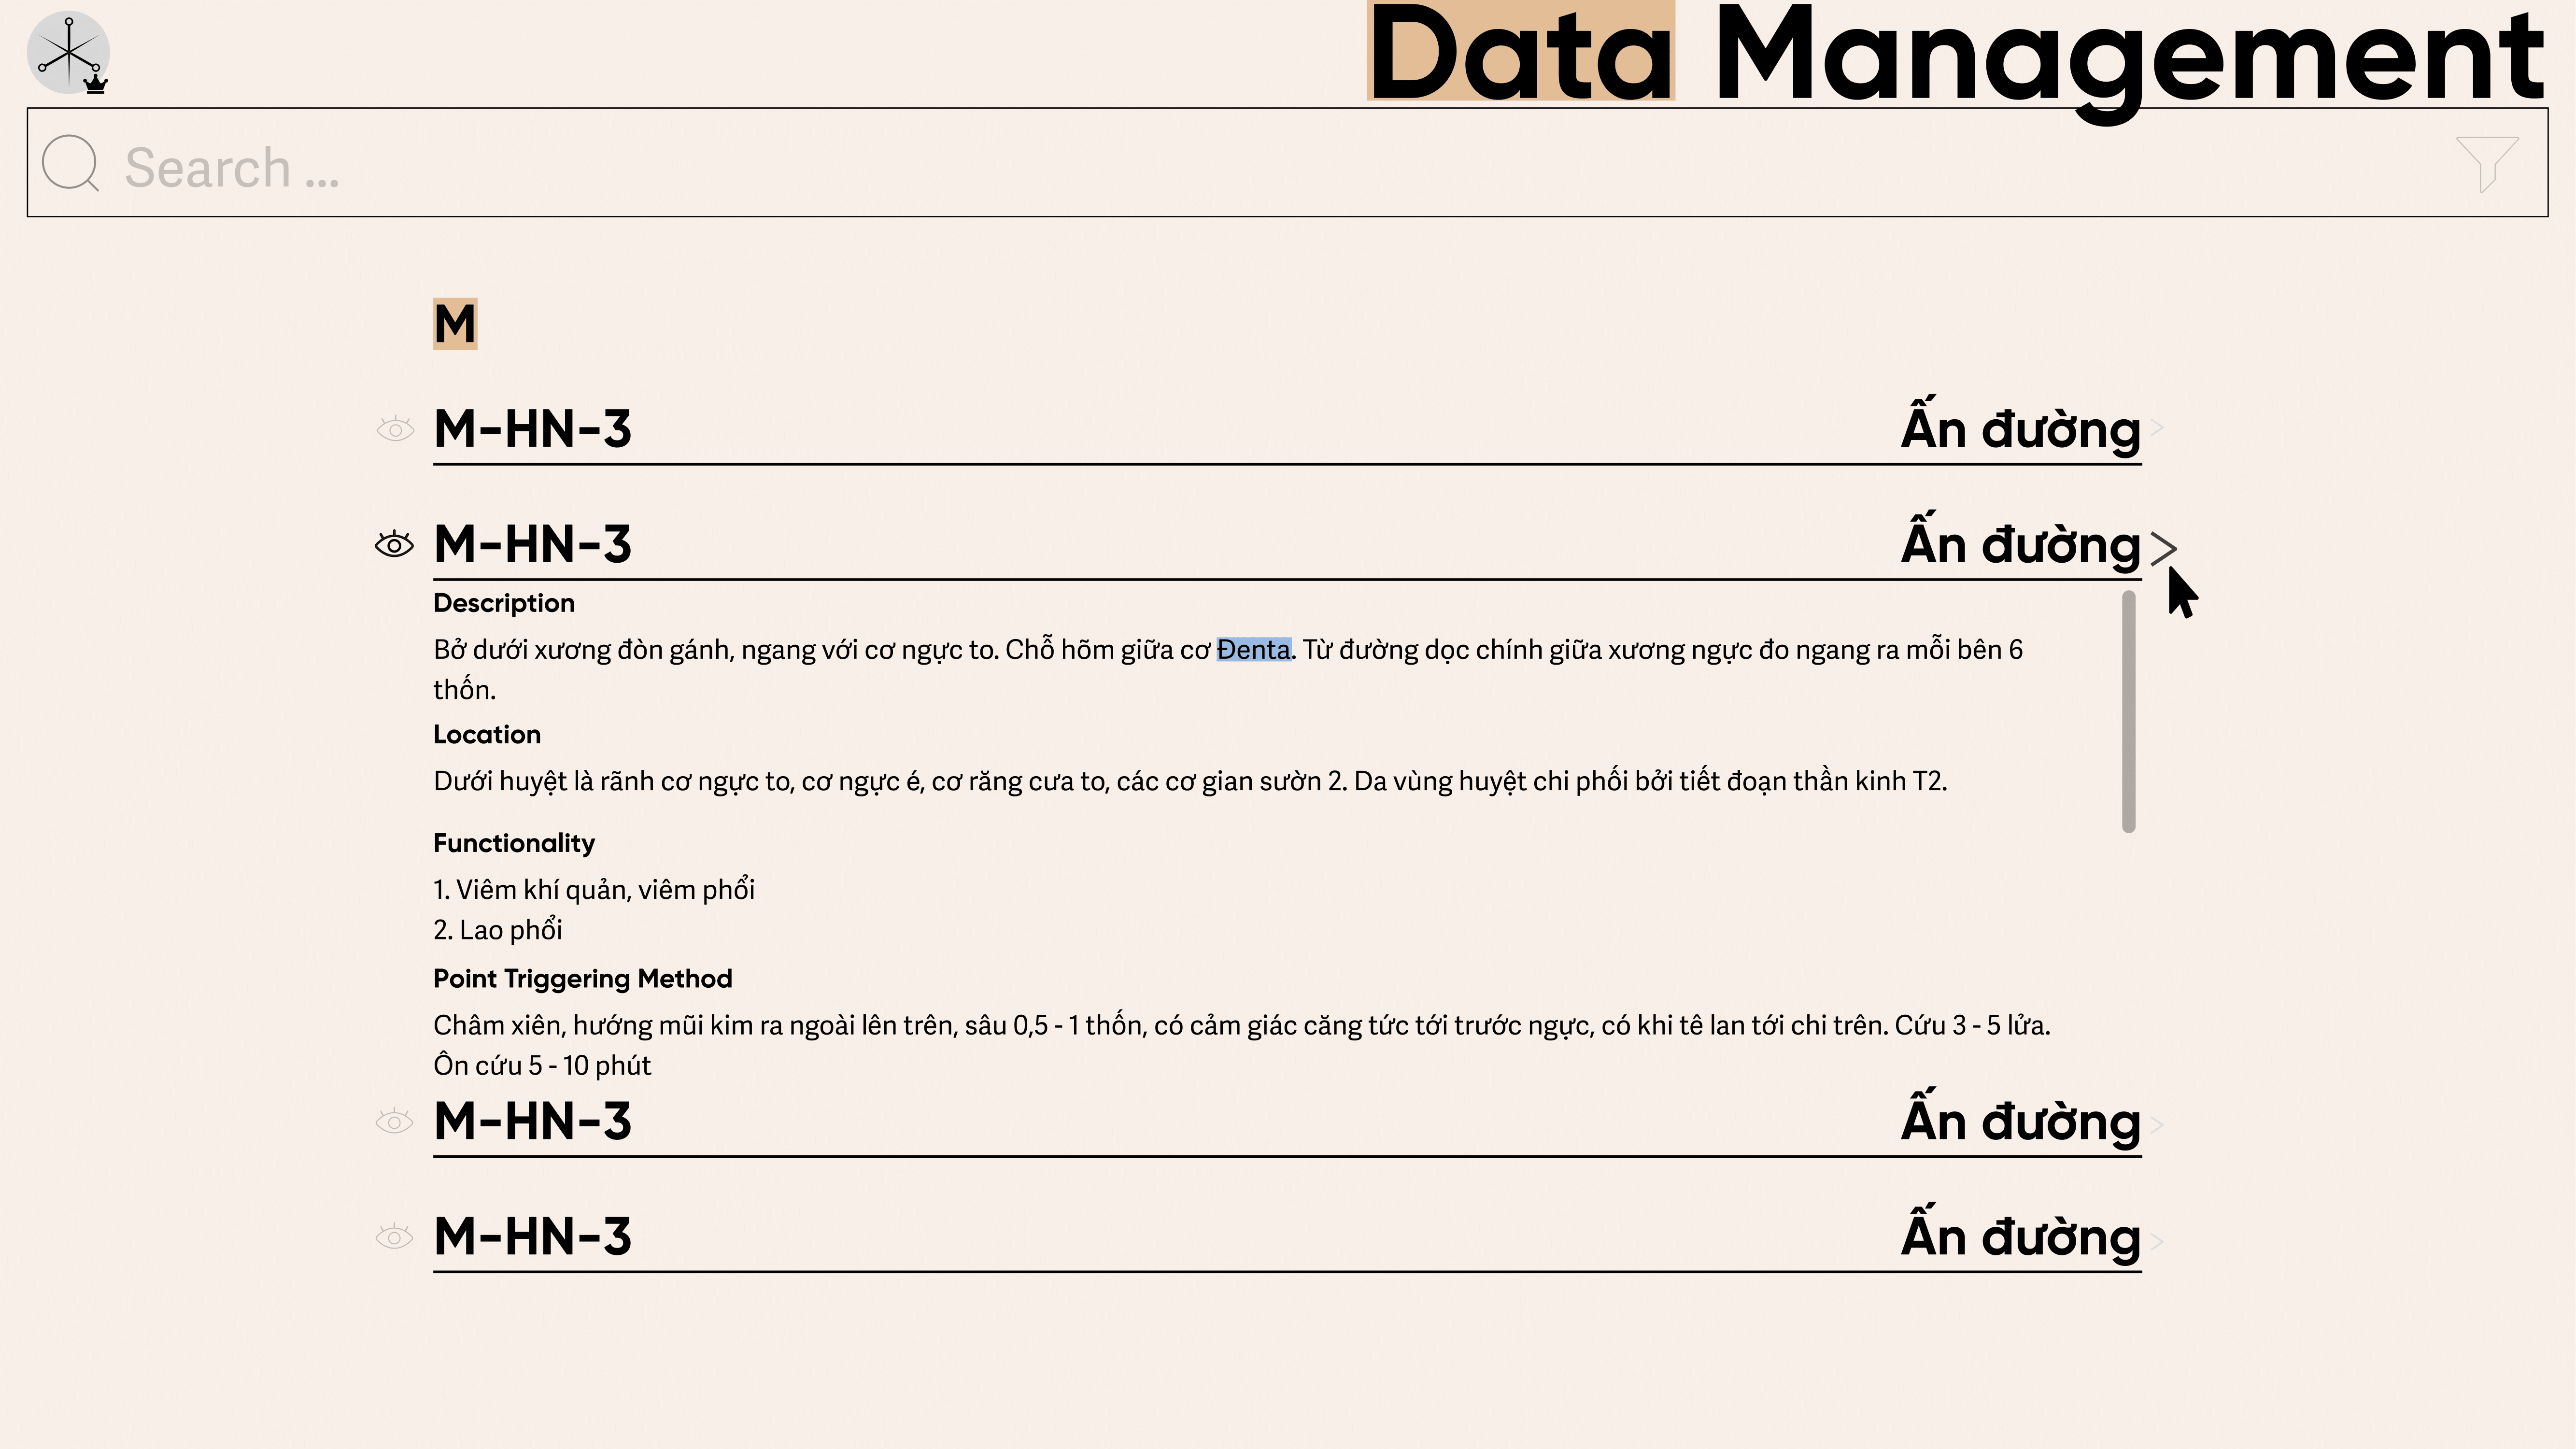 Data Management
Search ...
M
M-HN-3 Ấn đường
M-HN-3 Ấn đường
Description
Bở dưới xương đòn gánh, ngang với cơ ngực to. Chỗ hõm giữa cơ Đenta. Từ đường dọc chính giữa xương ngực đo ngang ra mỗi bên 6
thốn.
Location
Dưới huyệt là rãnh cơ ngực to, cơ ngực é, cơ răng cưa to, các cơ gian sườn 2. Da vùng huyệt chi phối bởi tiết đoạn thần kinh T2.
Functionality
1. Viêm khí quản, viêm phổi
2. Lao phổi
Point Triggering Method
Châm xiên, hướng mũi kim ra ngoài lên trên, sâu 0,5 - 1 thốn, có cảm giác căng tức tới trước ngực, có khi tê lan tới chi trên. Cứu 3 - 5 lửa.
Ôn cứu 5 - 10 phút
M-HN-3 Ấn đường
M-HN-3 Ấn đường